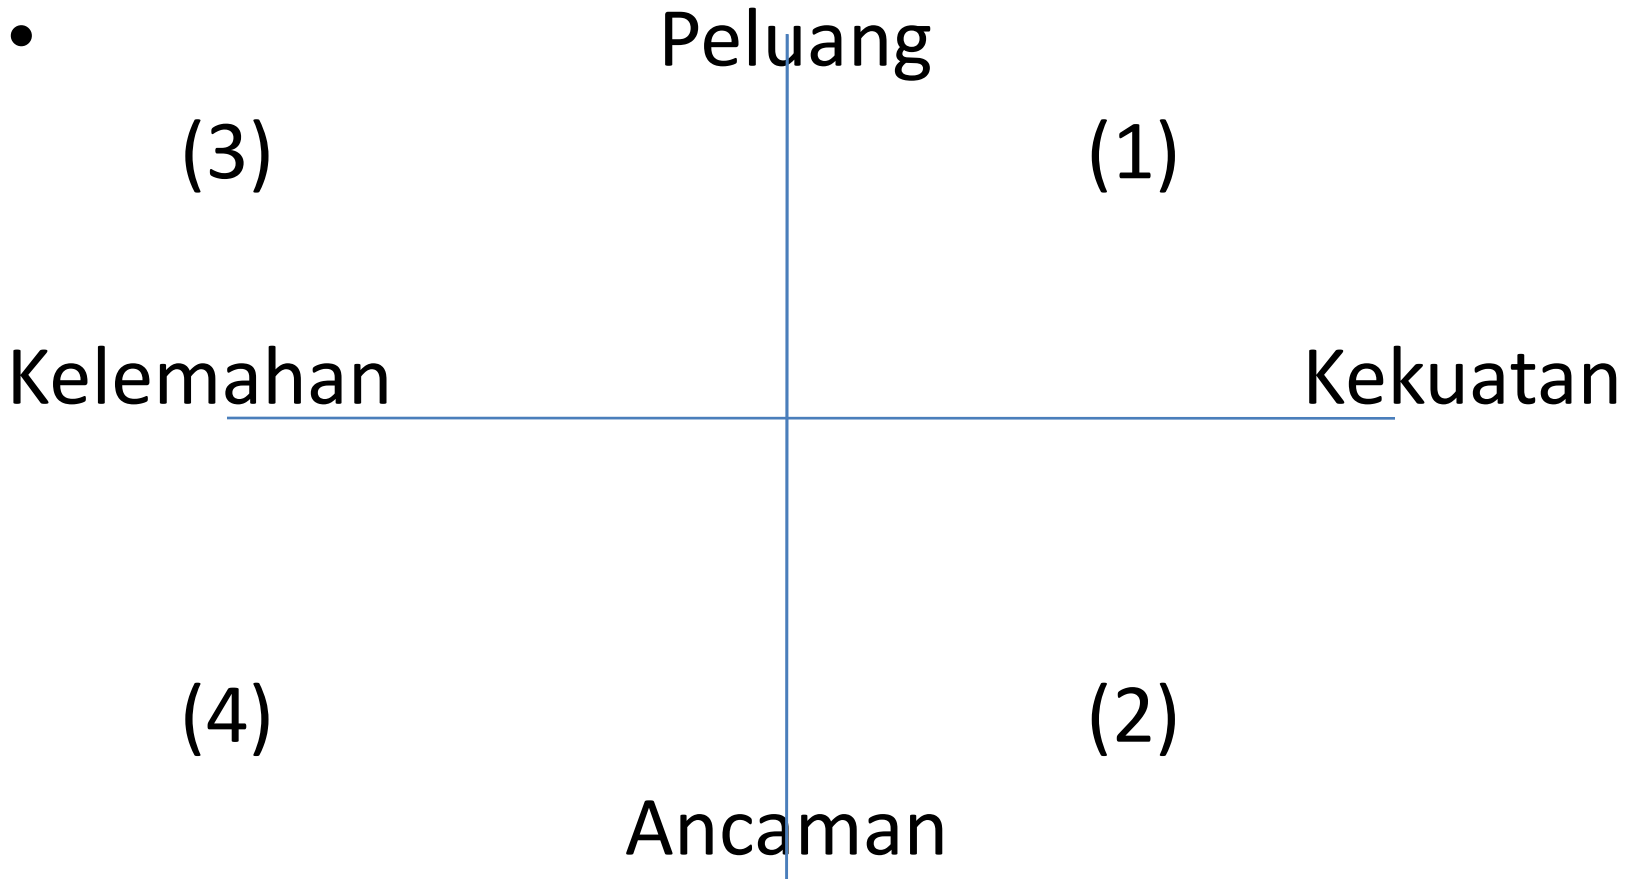 • Peluang
(3) (1)
Kelemahan Kekuatan
(4) (2)
Ancaman